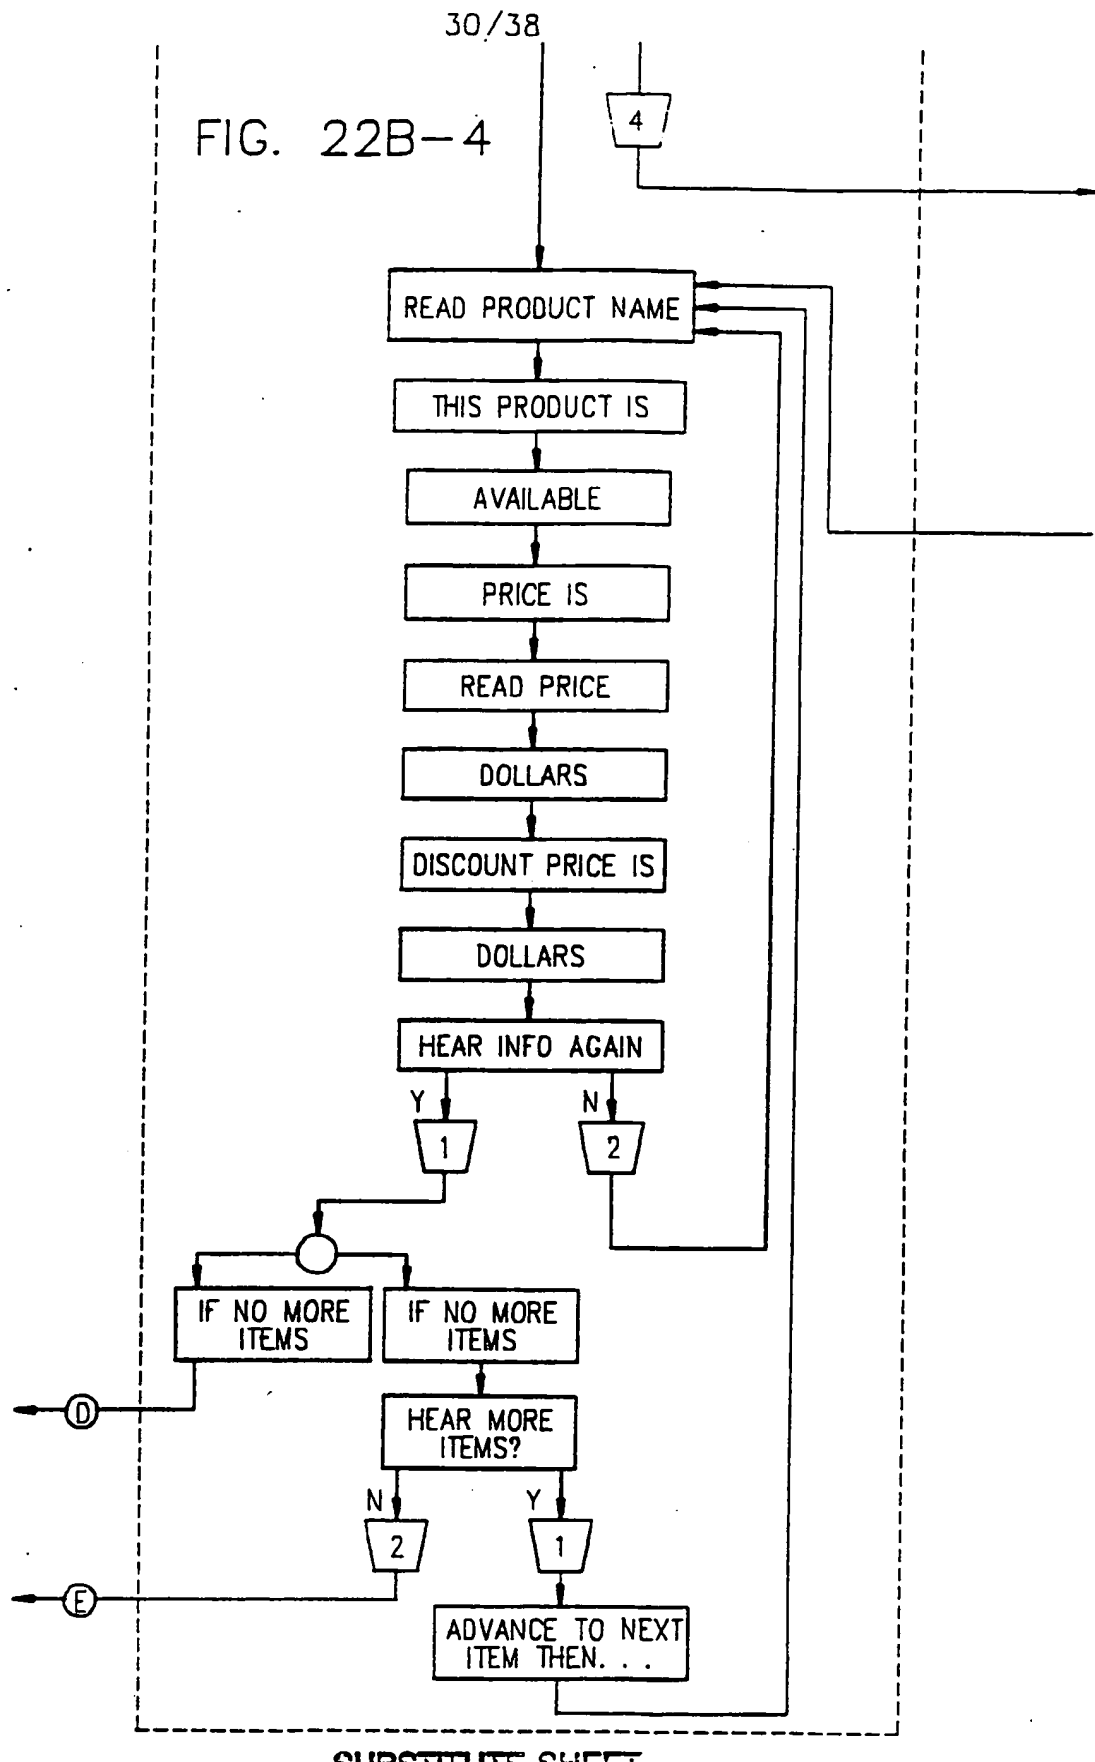 30/38
FIG. 22B-4
4
READ PRODUCT NAME
THIS PRODUCT IS
AVAILABLE
PRICE IS
READ PRICE
DOLLARS
DISCOUNT PRICE IS
DOLLARS
HEAR INFO AGAIN
Y
N
1
2
IF NO MORE
ITEMS
IF NO MORE
ITEMS
D
HEAR MORE
ITEMS?
N
Y
2
1
E
ADVANCE TO NEXT
ITEM THEN. . .
SUBSTITUTE SHEET